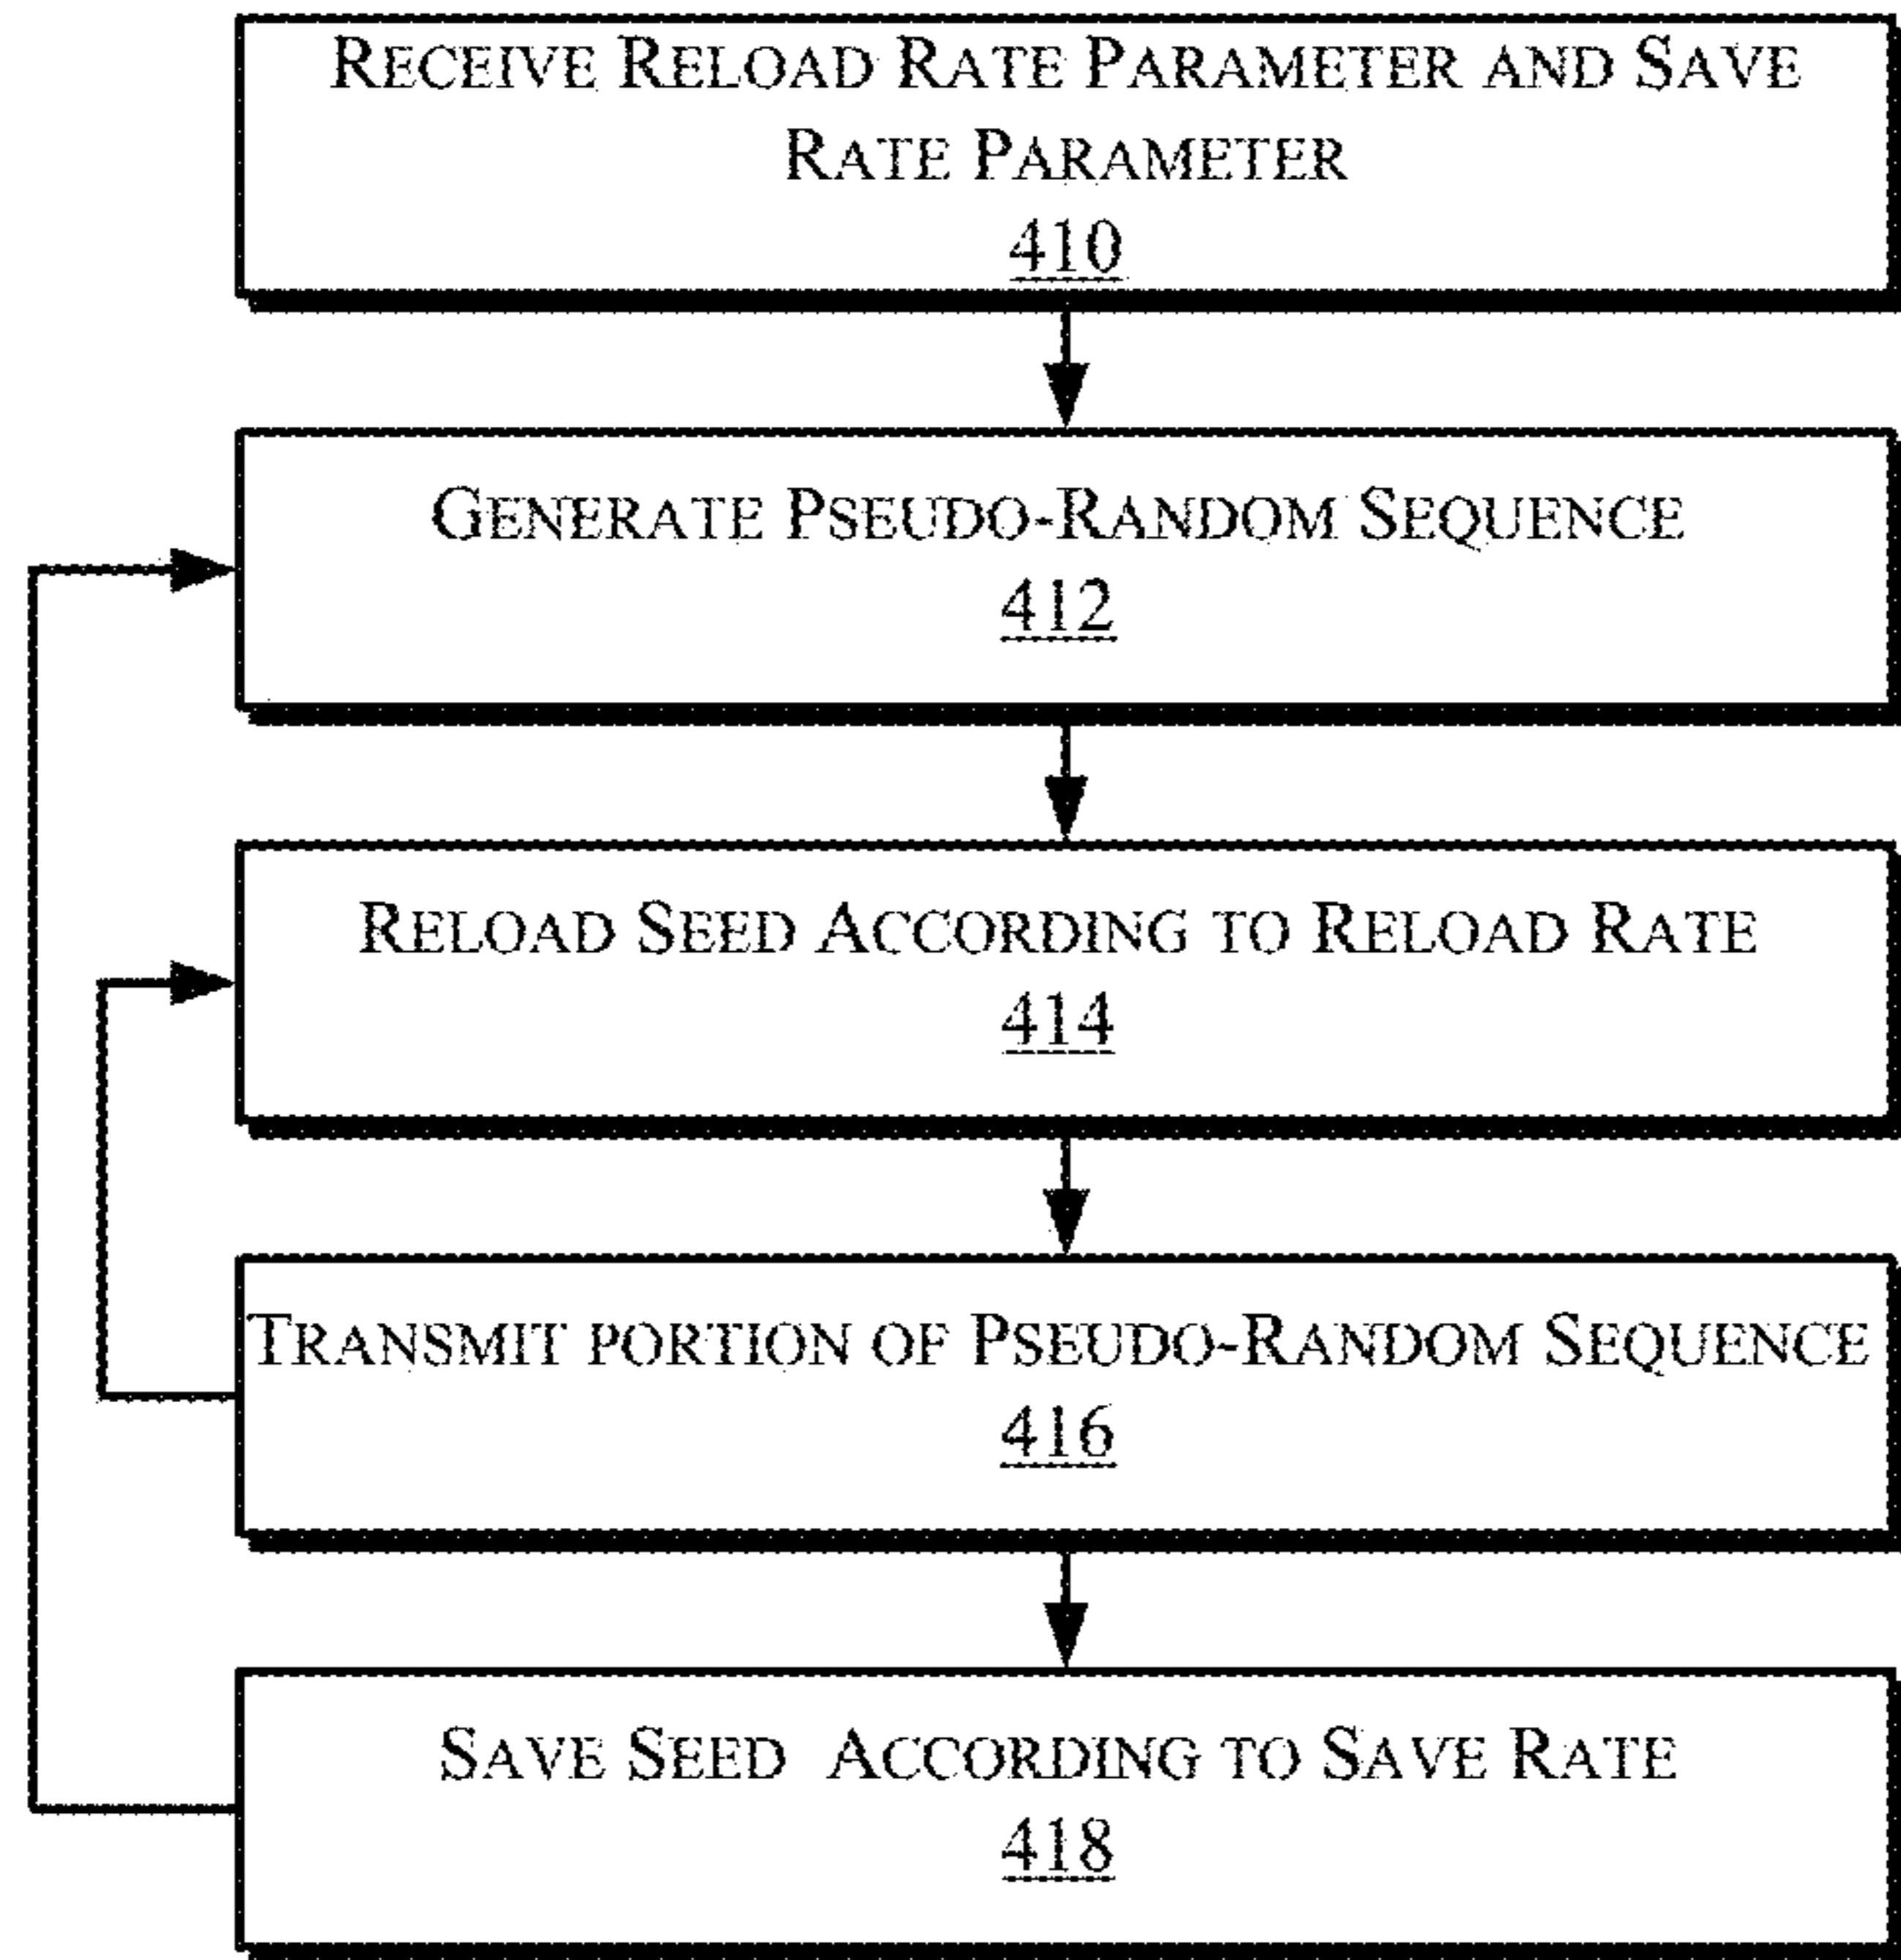 RECEIVE RELOAD RATE PARAMETER AND SAVE
RATE PARAMETER
410
GENERATE PSEUDO-RANDOM SEQUENCE
412
RELOAD SEED ACCORDING TO RELOAD RATE
414
TRANSMIT PORTION OF PSEUDO-RANDOM SEQUENCE
416
SAVE SEED ACCORDING TO SAVE RATE
418